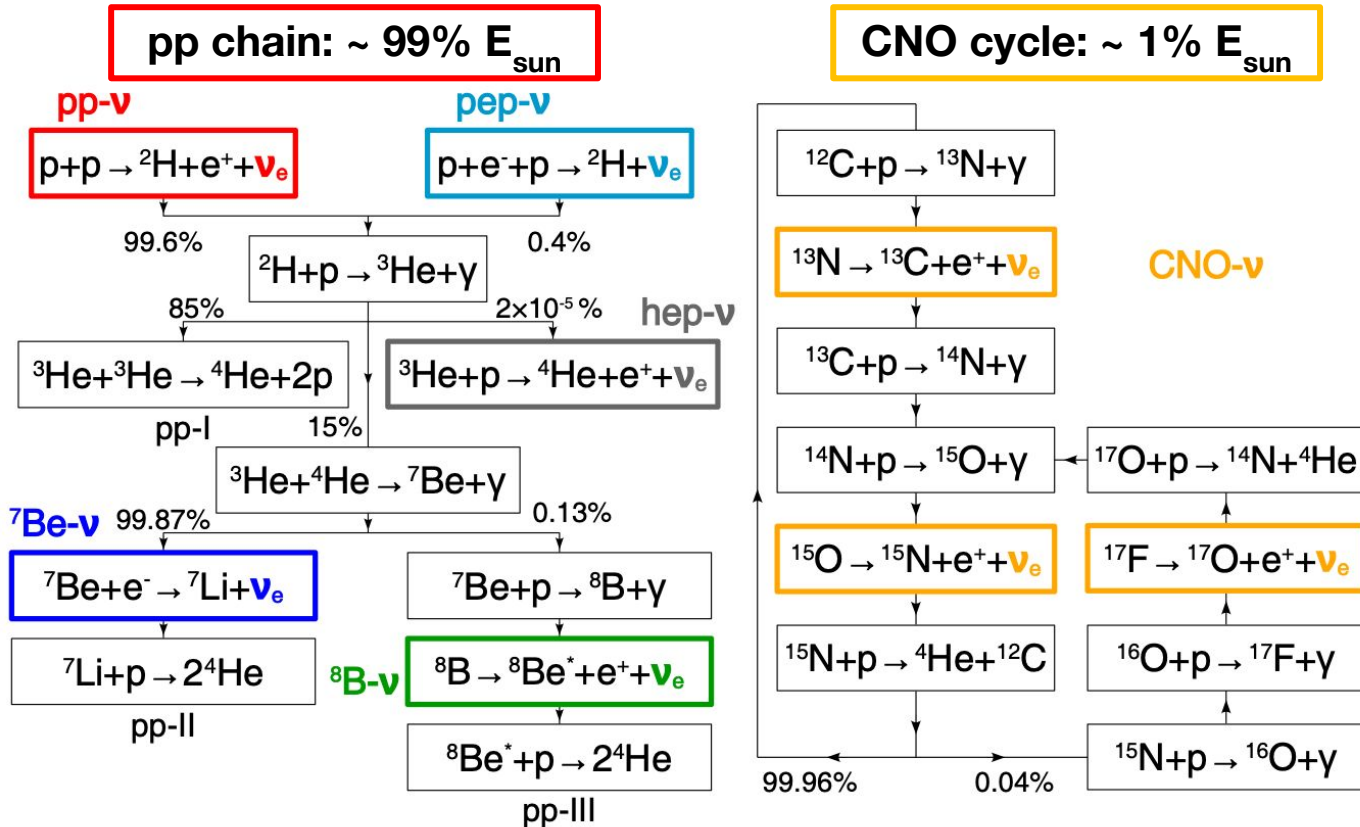 pp chain: ~ 99% E_sun
pp-ν
pep-ν
p+p → ²H+e⁺+νₑ
p+e⁻+p → ²H+νₑ
99.6%
0.4%
²H+p → ³He+γ
85%
2×10⁻⁵ %
hep-ν
³He+³He → ⁴He+2p
³He+p → ⁴He+e⁺+νₑ
pp-I
15%
³He+⁴He → ⁷Be+γ
⁷Be-ν
99.87%
0.13%
⁷Be+e⁻ → ⁷Li+νₑ
⁷Be+p → ⁸B+γ
⁷Li+p → 2⁴He
⁸B-ν
⁸B → ⁸Be*+e⁺+νₑ
pp-II
⁸Be*+p → 2⁴He
pp-III
CNO cycle: ~ 1% E_sun
¹²C+p → ¹³N+γ
¹³N → ¹³C+e⁺+νₑ
CNO-ν
¹³C+p → ¹⁴N+γ
¹⁴N+p → ¹⁵O+γ
¹⁷O+p → ¹⁴N+⁴He
¹⁵O → ¹⁵N+e⁺+νₑ
¹⁷F → ¹⁷O+e⁺+νₑ
¹⁵N+p → ⁴He+¹²C
¹⁶O+p → ¹⁷F+γ
¹⁵N+p → ¹⁶O+γ
99.96%
0.04%